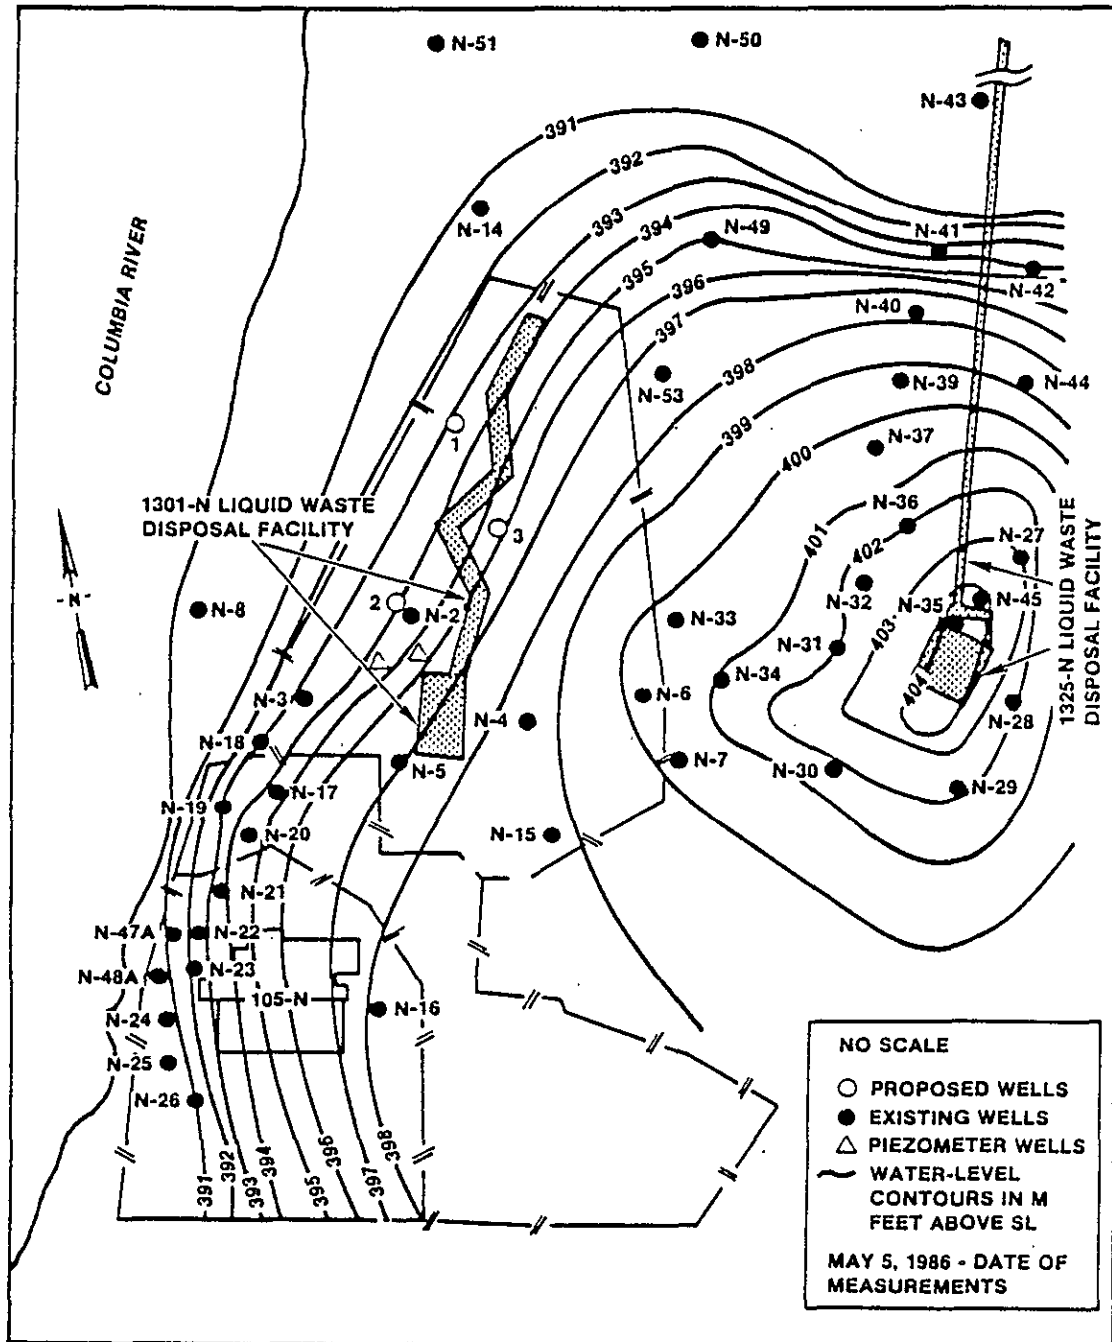 N-51
N-50
N-43
391
392
393
394
395
396
397
398
399
400
401
402
403
404
N-14
N-49
N-41
N-42
N-40
N-53
N-39
N-44
N-37
N-36
N-27
N-32
N-35
N-45
N-31
N-33
N-34
N-6
N-28
N-7
N-30
N-29
COLUMBIA RIVER
1
3
2
1301-N LIQUID WASTE
DISPOSAL FACILITY
1325-N LIQUID WASTE
DISPOSAL FACILITY
-N-
N-8
N-2
N-3
N-4
N-18
N-5
N-17
N-19
N-20
N-15
N-21
N-47A
N-22
N-48A
N-23
105-N
N-16
N-24
N-25
N-26
391
392
393
394
395
396
397
398
NO SCALE
PROPOSED WELLS
EXISTING WELLS
PIEZOMETER WELLS
WATER-LEVEL
CONTOURS IN M
FEET ABOVE SL
MAY 5, 1986 - DATE OF
MEASUREMENTS